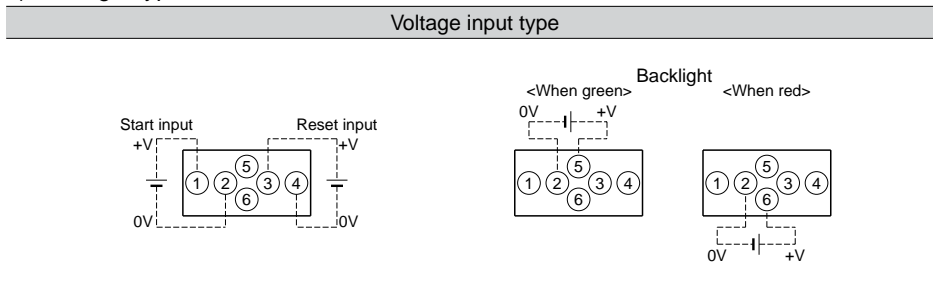 Voltage input type
Backlight
<When green> <When red>
0V +V
Start input Reset input
+V +V
5 5 5
1 2 3 4 1 2 3 4 1 2 3 4
6 6 6
0V 0V
0V +V